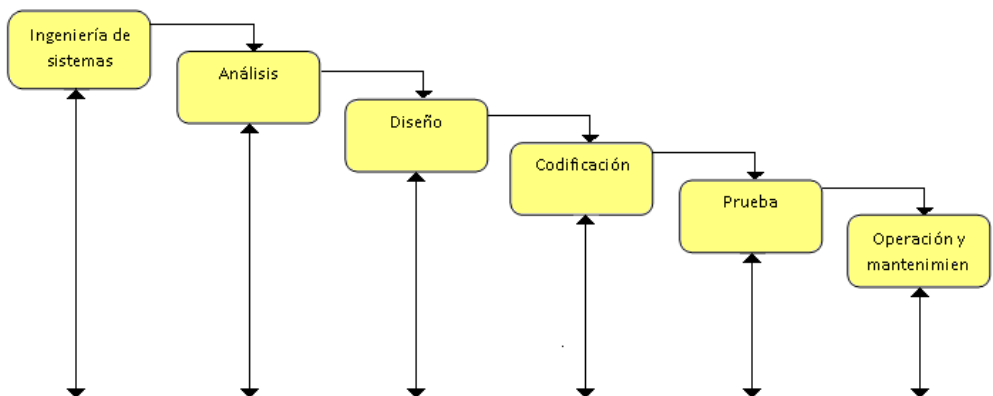 Ingeniería de
sistemas
Análisis
Diseño
Codificación
Prueba
Operación y
mantenimien